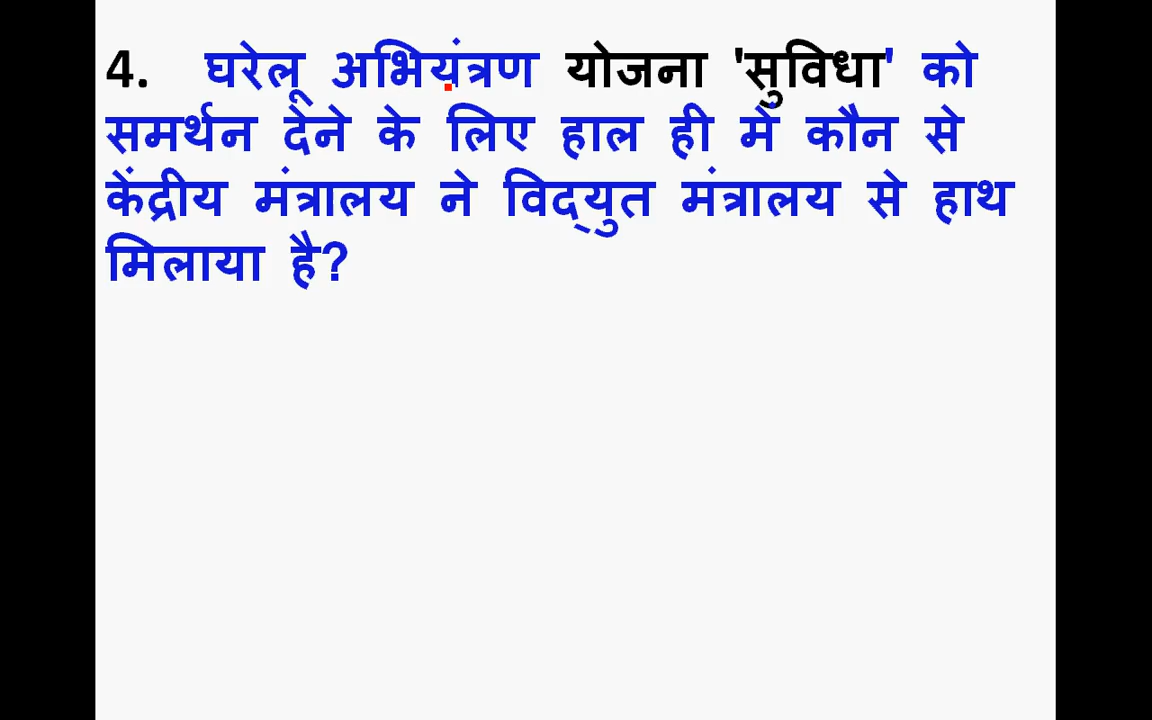 4. घरेलू अभियंत्रण योजना 'सुविधा' को
समर्थन देने के लिए हाल ही में कौन से
केंद्रीय मंत्रालय ने विद्युत मंत्रालय से हाथ
मिलाया है?